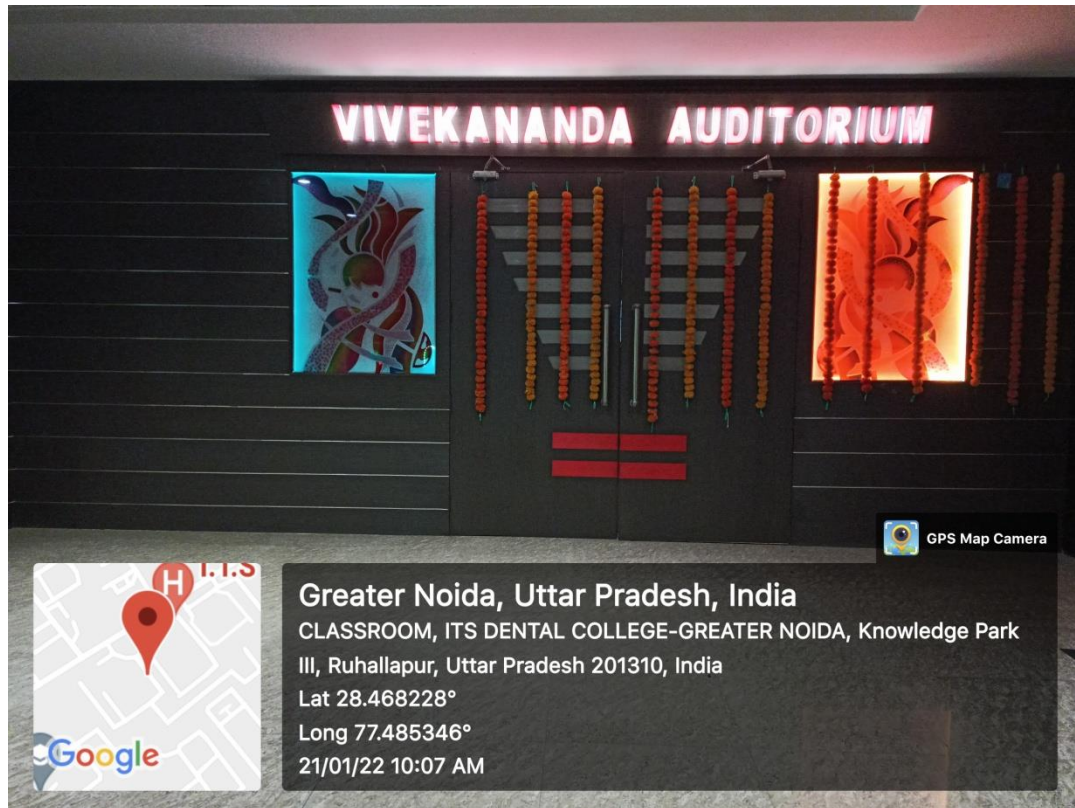 VIVEKANANDA AUDITORIUM
GPS Map Camera
I.T.S
H
Google
Greater Noida, Uttar Pradesh, India
CLASSROOM, ITS DENTAL COLLEGE-GREATER NOIDA, Knowledge Park
III, Ruhallapur, Uttar Pradesh 201310, India
Lat 28.468228°
Long 77.485346°
21/01/22 10:07 AM